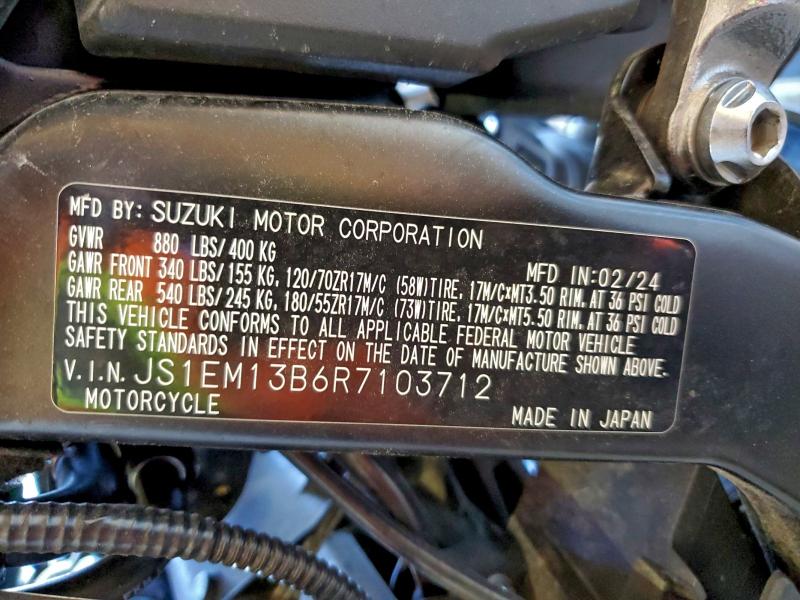 MFD BY: SUZUKI MOTOR CORPORATION
GVWR 880 LBS/400 KG MFD IN:02/24
GAWR FRONT 340 LBS/155 KG, 120/70ZR17M/C (58W)TIRE, 17M/C×MT3.50 RIM. AT 36 PSI COLD
GAWR REAR 540 LBS/245 KG, 180/55ZR17M/C (73W)TIRE, 17M/C×MT5.50 RIM. AT 36 PSI COLD
THIS VEHICLE CONFORMS TO ALL APPLICABLE FEDERAL MOTOR VEHICLE
SAFETY STANDARDS IN EFFECT ON THE DATE OF MANUFACTURE SHOWN ABOVE.
V.I.N. JS1EM13B6R7103712
MOTORCYCLE MADE IN JAPAN